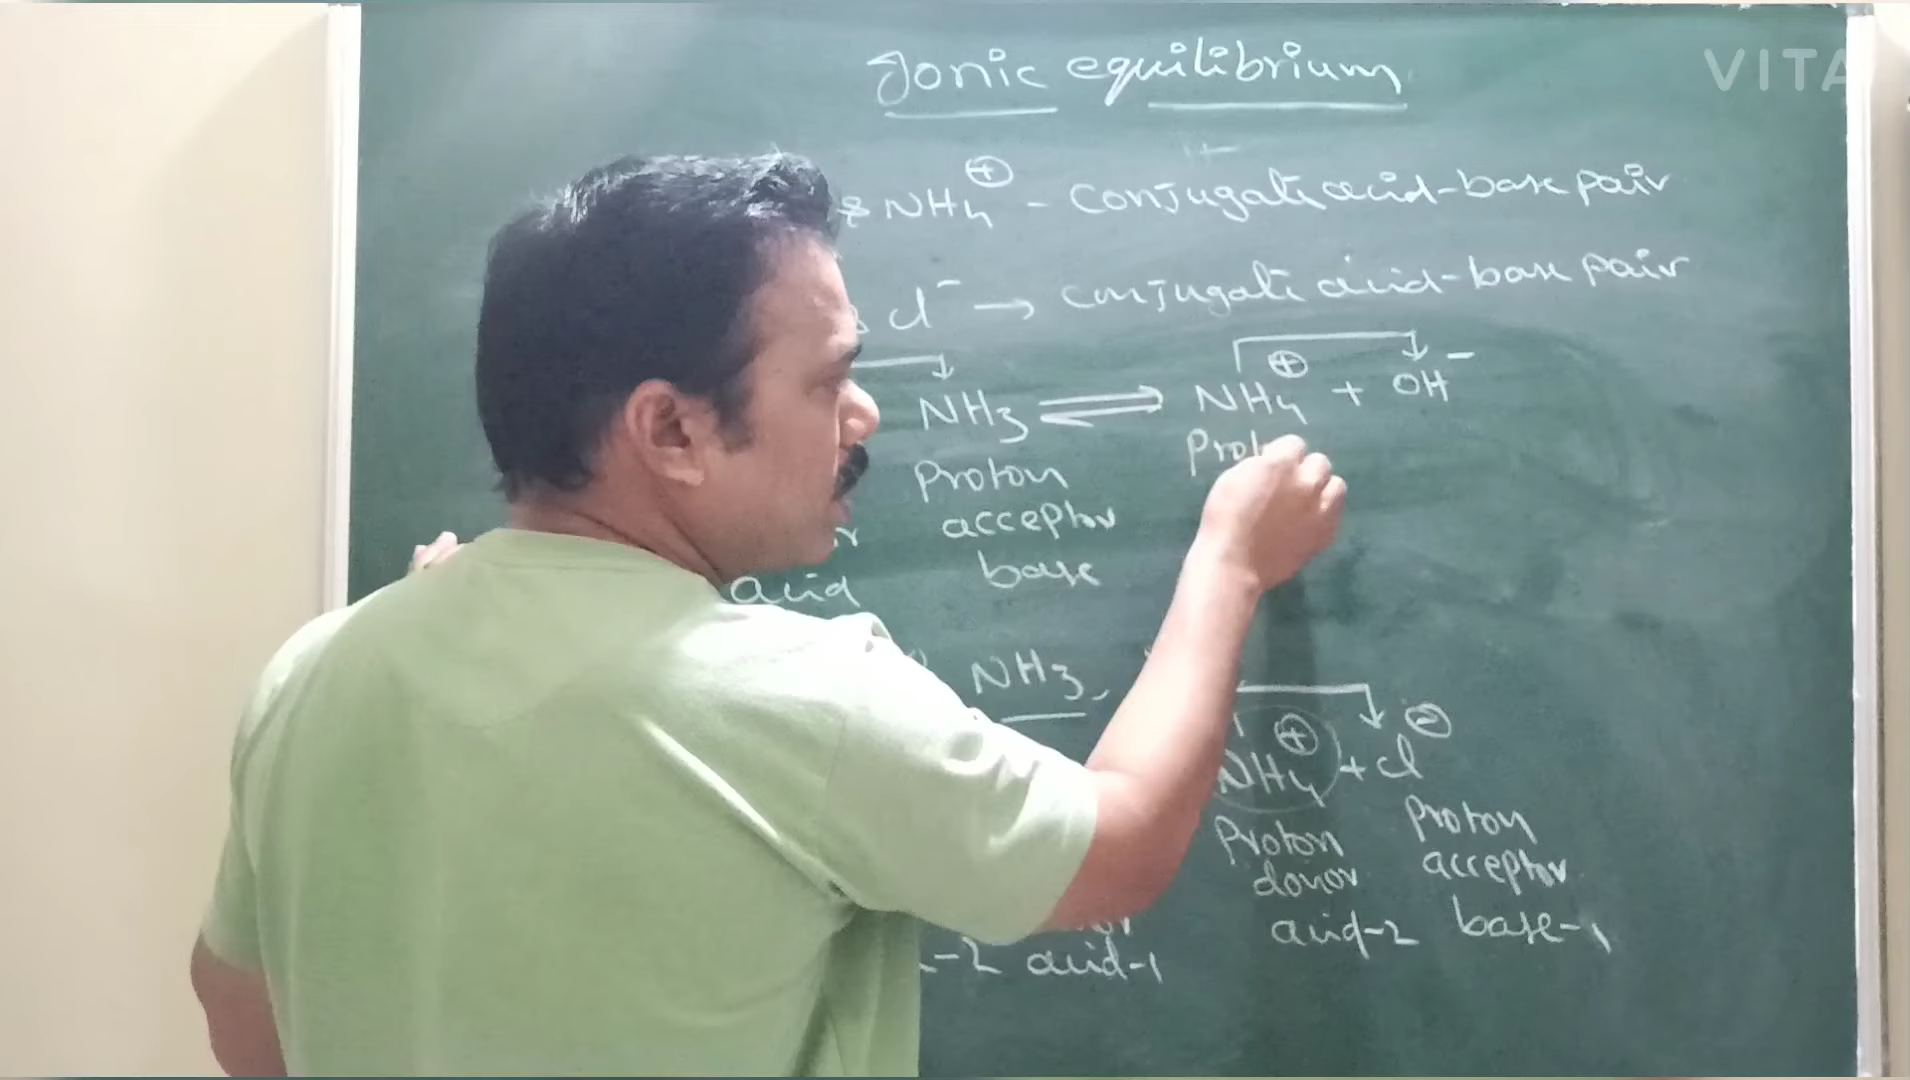 Ionic equilibrium
VITA
& NH4⊕ - conjugate acid-base pair
& Cl⁻ → conjugate acid-base pair
NH3 ⇌ NH4⊕ + OH⁻
Proton
acceptor
base
acid
NH3
NH4⊕ + Cl⊖
Proton
donor
acid-2
Proton
acceptor
base-1
-2 acid-1